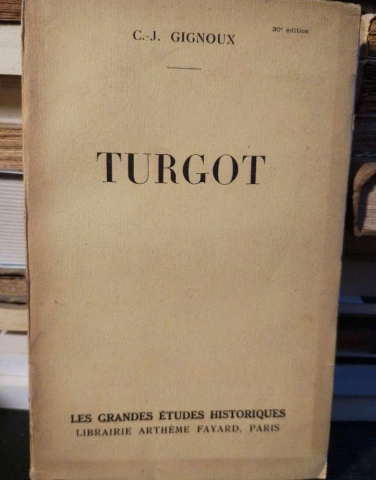 C.-J. GIGNOUX
30e édition
TURGOT
LES GRANDES ÉTUDES HISTORIQUES
LIBRAIRIE ARTHÈME FAYARD, PARIS